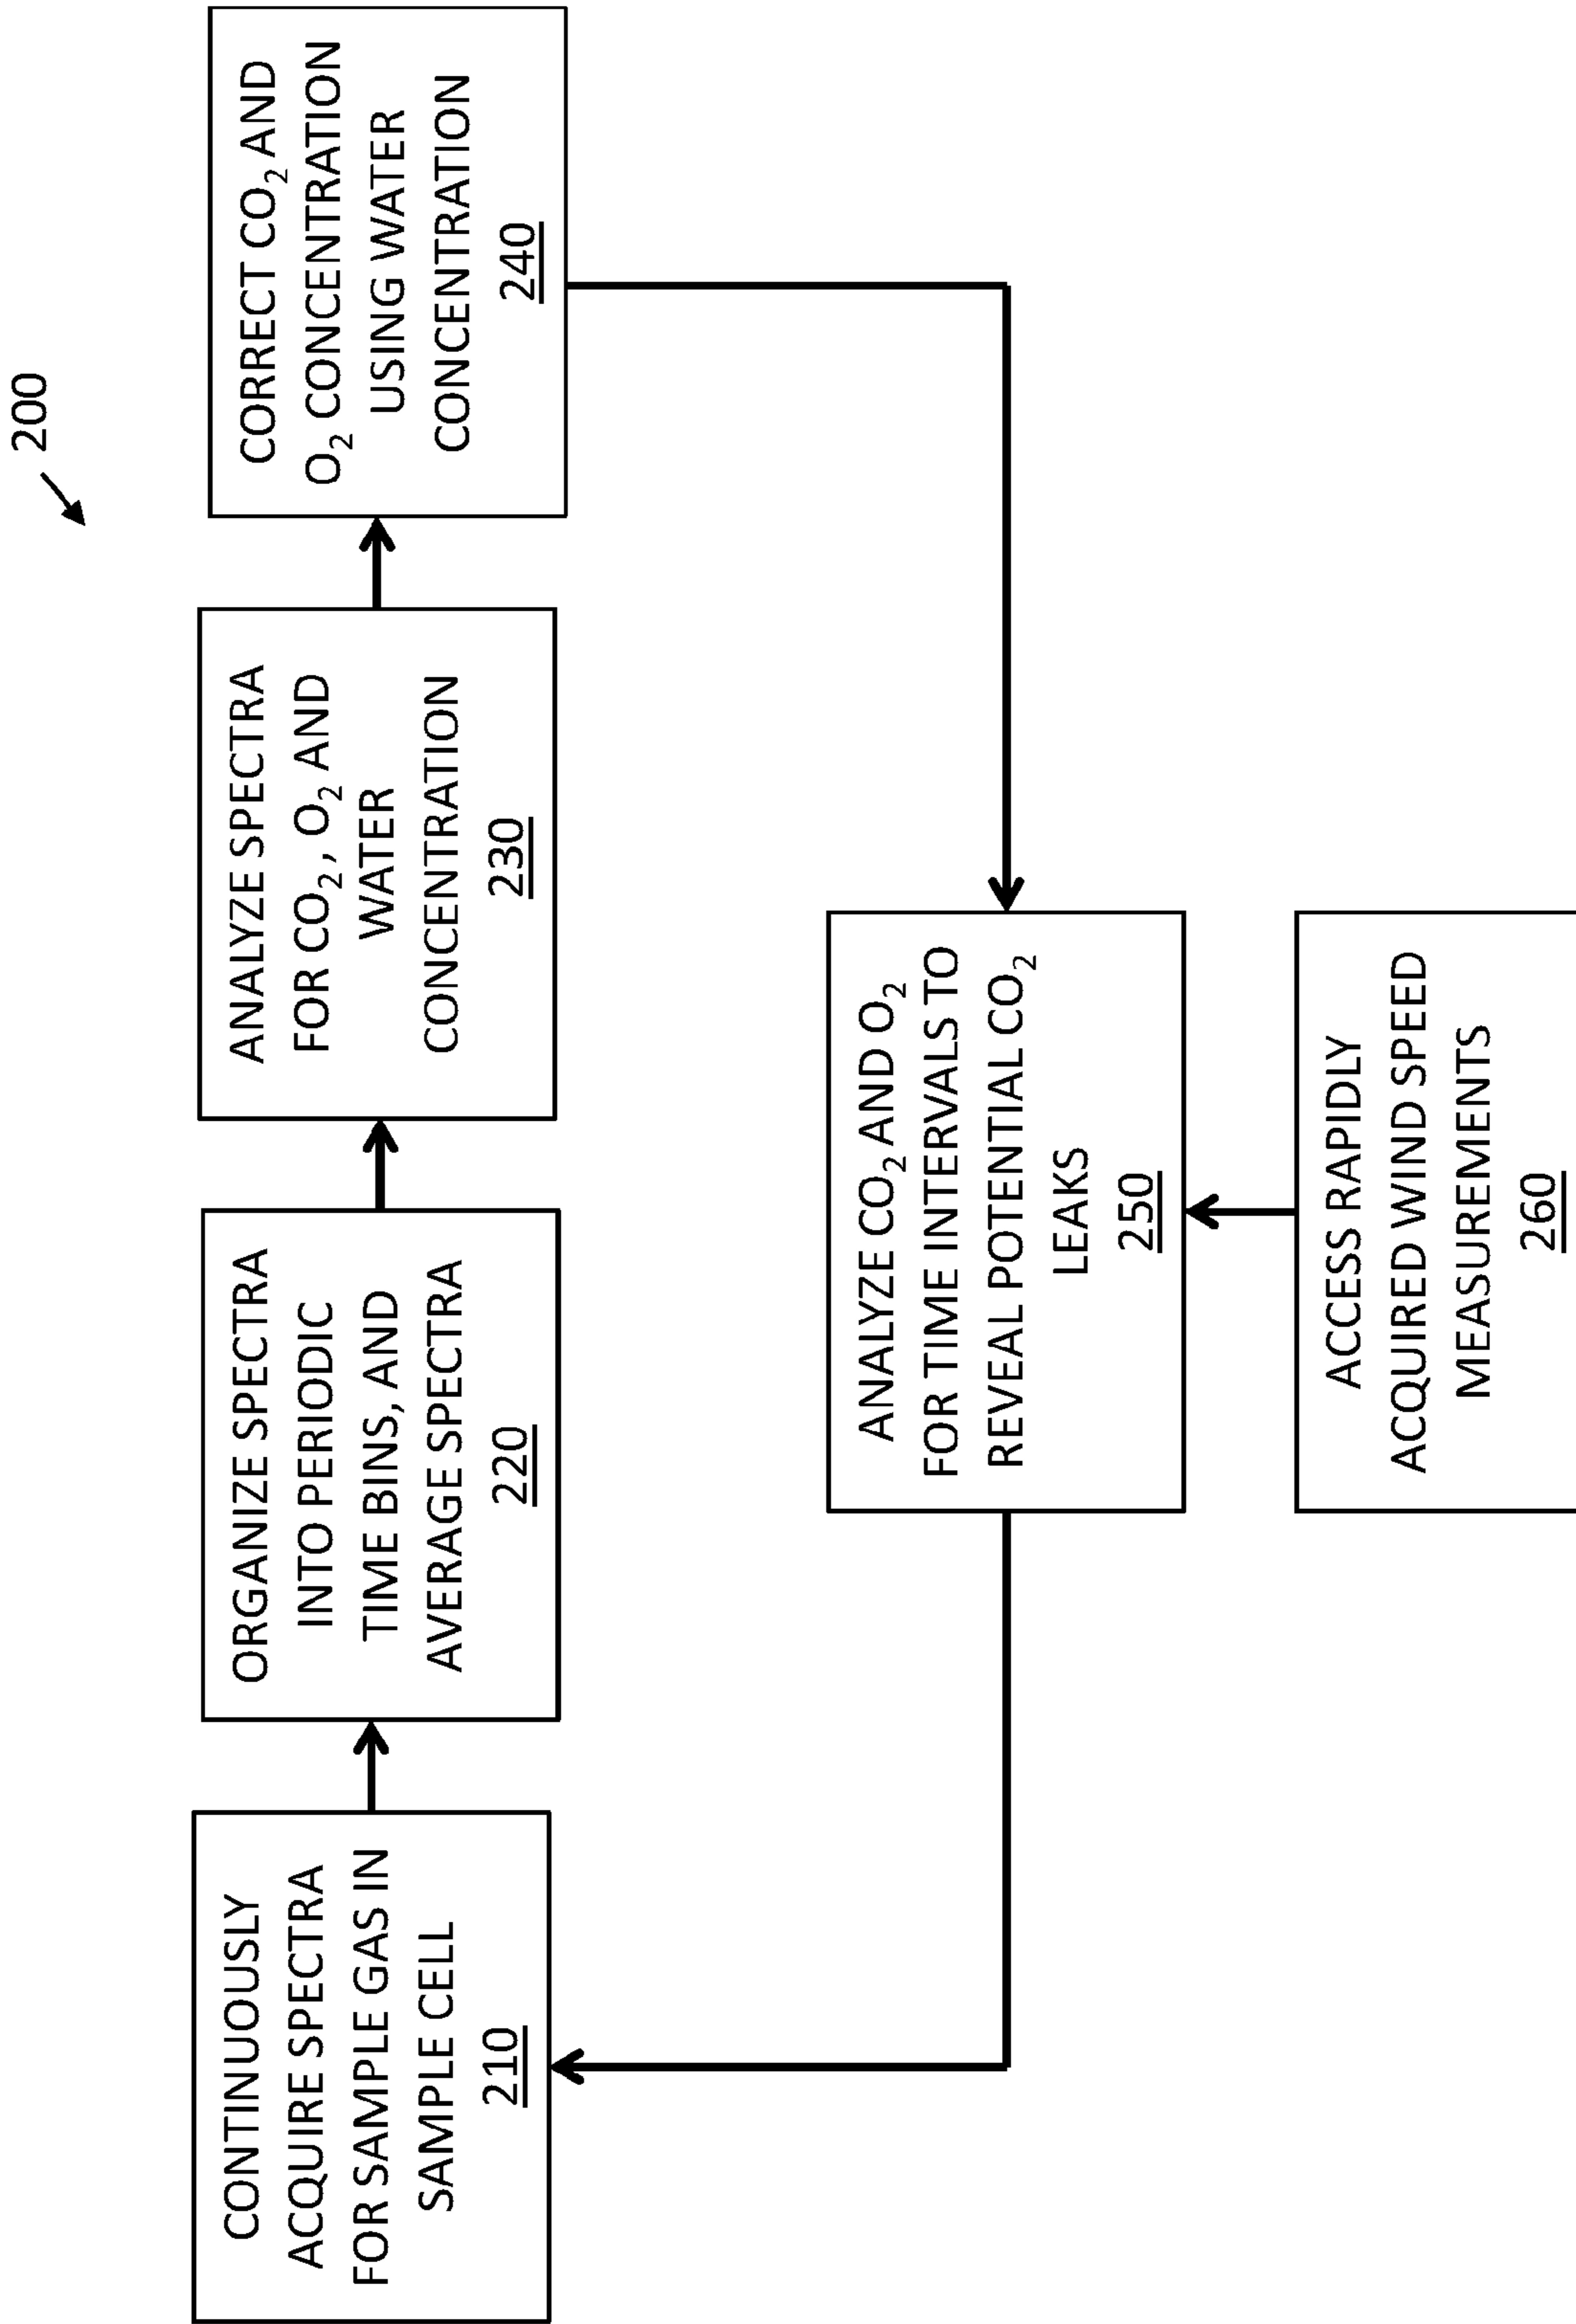 200
CONTINUOUSLY
ACQUIRE SPECTRA
FOR SAMPLE GAS IN
SAMPLE CELL
210
ORGANIZE SPECTRA
INTO PERIODIC
TIME BINS, AND
AVERAGE SPECTRA
220
ANALYZE SPECTRA
FOR CO₂, O₂ AND
WATER
CONCENTRATION
230
CORRECT CO₂ AND
O₂ CONCENTRATION
USING WATER
CONCENTRATION
240
ANALYZE CO₂ AND O₂
FOR TIME INTERVALS TO
REVEAL POTENTIAL CO₂
LEAKS
250
ACCESS RAPIDLY
ACQUIRED WIND SPEED
MEASUREMENTS
260